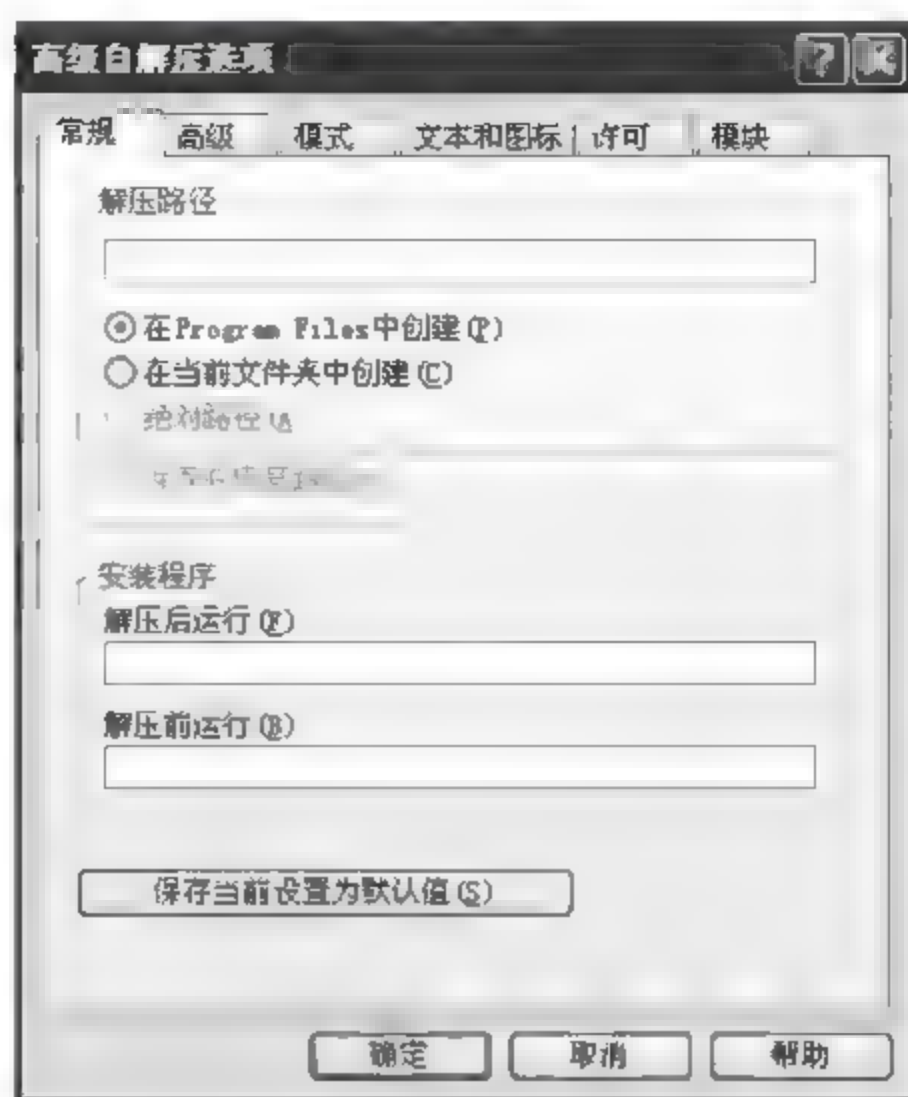 高级自解压选项
常规 高级 模式 文本和图标 许可 模块
解压路径
在Program Files中创建(P)
在当前文件夹中创建(C)
绝对路径(A)
安装程序
解压后运行(F)
解压前运行(B)
保存当前设置为默认值(S)
确定 取消 帮助